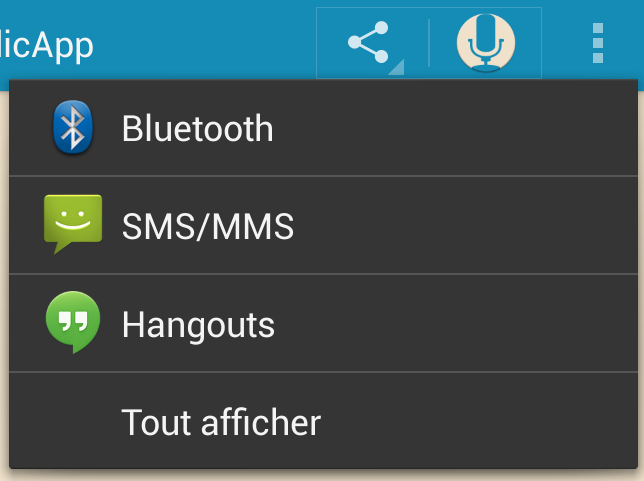 licApp
Bluetooth
SMS/MMS
Hangouts
Tout afficher